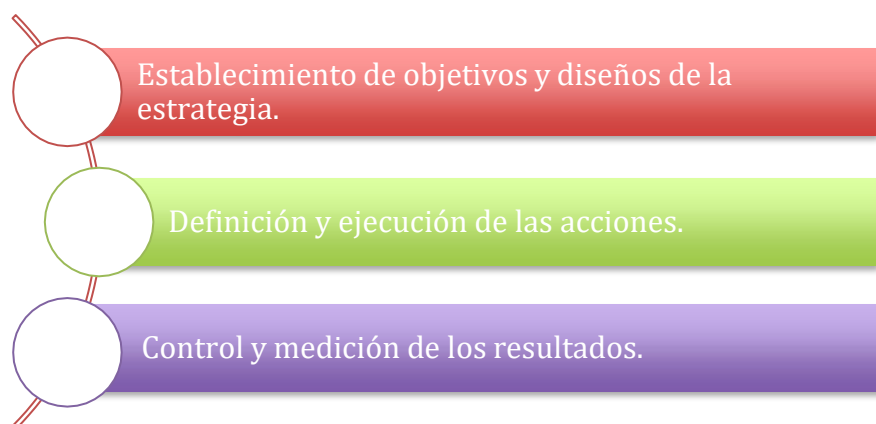 Establecimiento de objetivos y diseños de la
estrategia.
Definición y ejecución de las acciones.
Control y medición de los resultados.